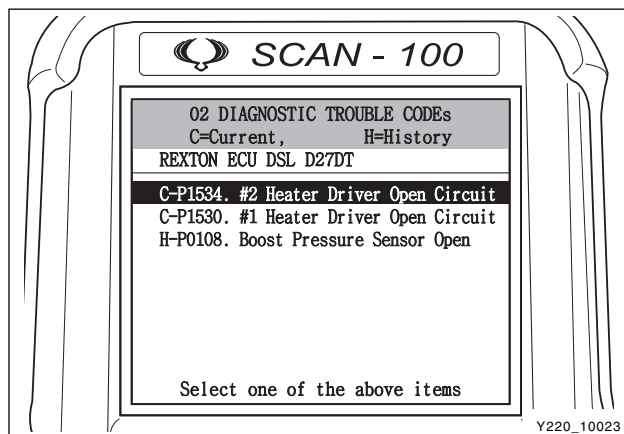 SCAN - 100
02 DIAGNOSTIC TROUBLE CODEs
C=Current, H=History
REXTON ECU DSL D27DT
C-P1534. #2 Heater Driver Open Circuit
C-P1530. #1 Heater Driver Open Circuit
H-P0108. Boost Pressure Sensor Open
Select one of the above items
Y220_10023